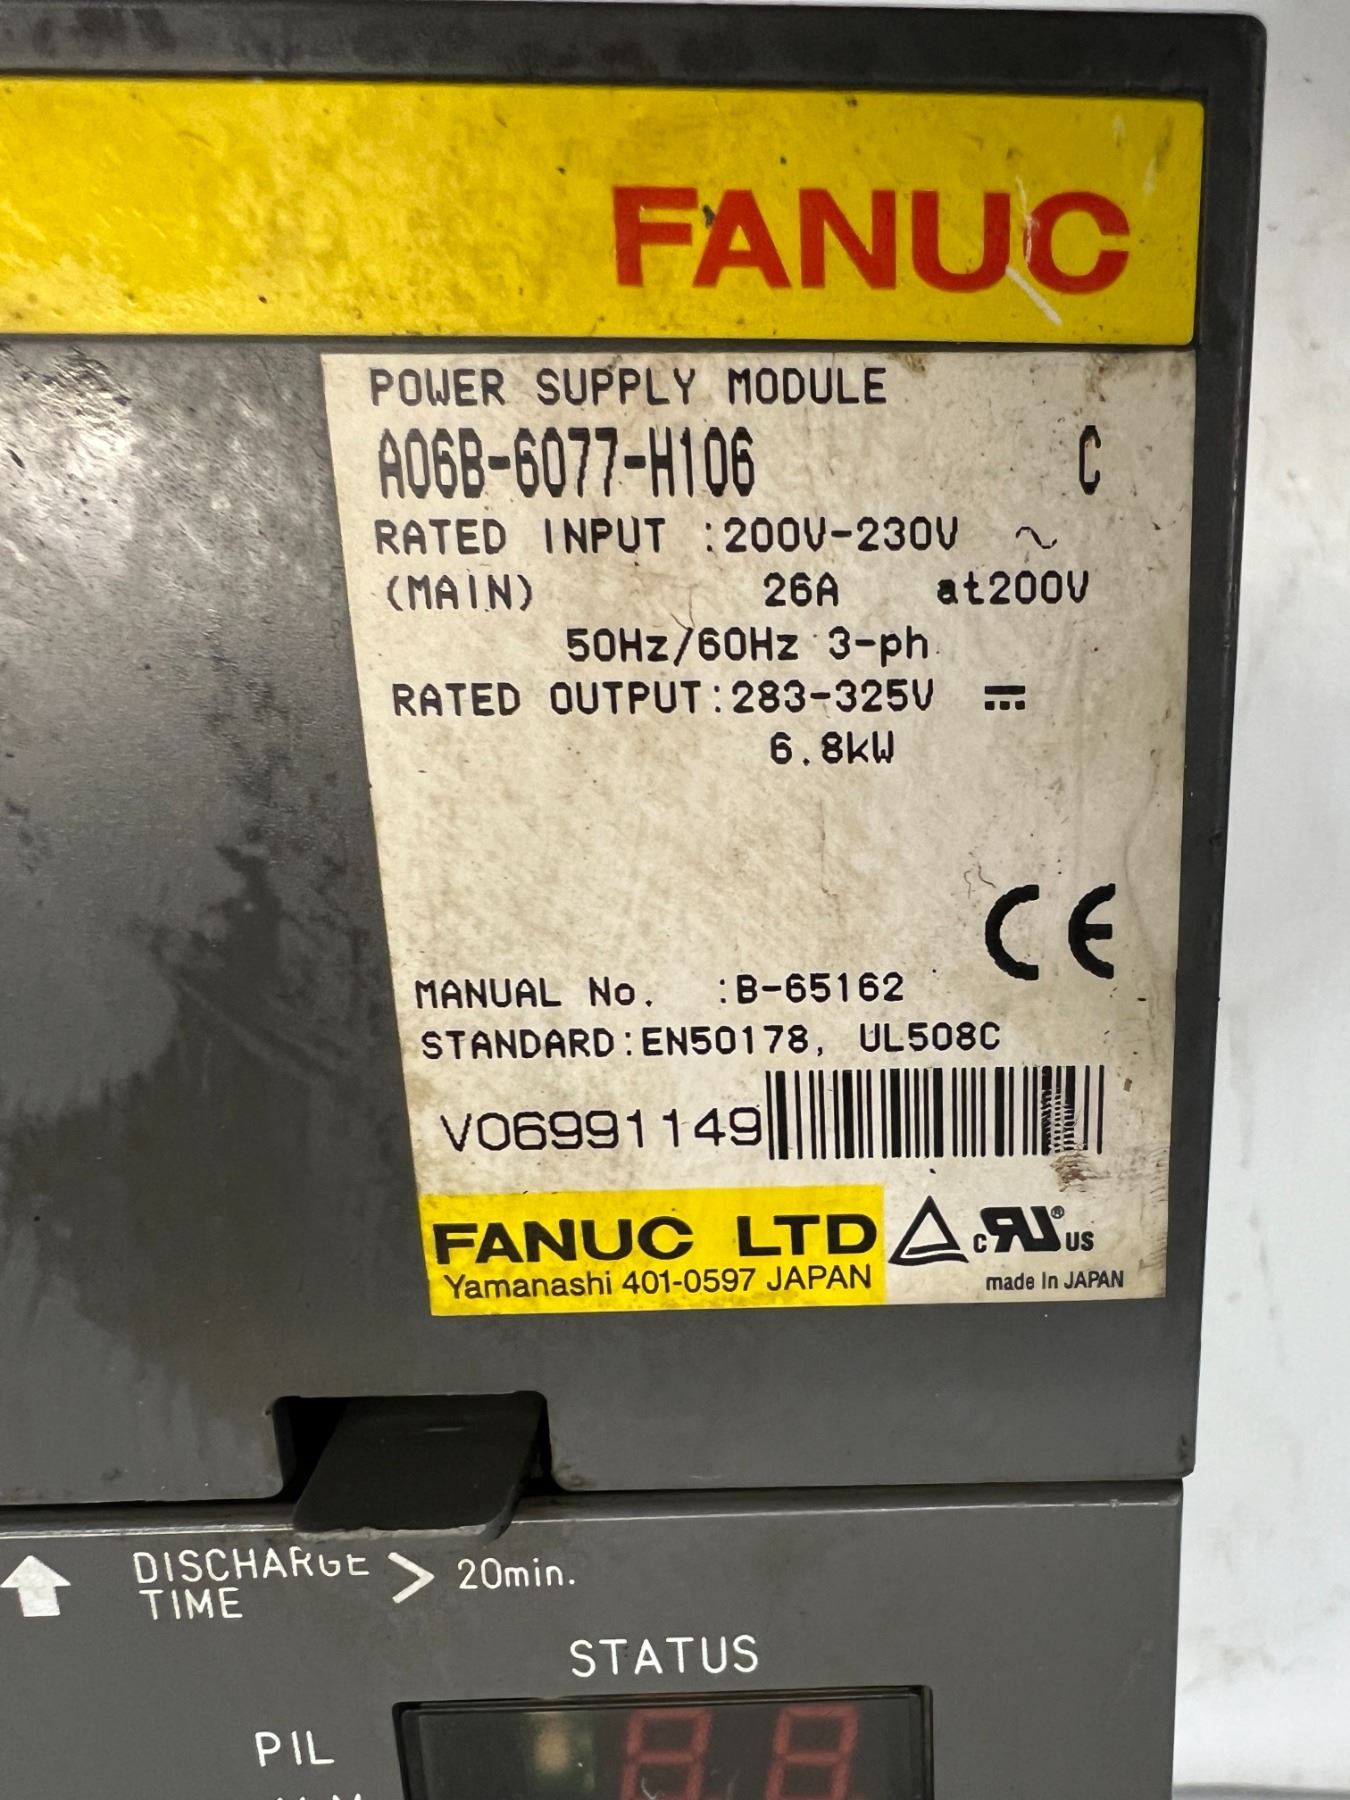 FANUC
POWER SUPPLY MODULE
A06B-6077-H106 C
RATED INPUT :200V-230V ~
(MAIN) 26A at200V
50Hz/60Hz 3-ph.
RATED OUTPUT:283-325V ⎓
6.8kW
CE
MANUAL No. :B-65162
STANDARD:EN50178, UL508C
V06991149
FANUC LTD
Yamanashi 401-0597 JAPAN
c RU ® US
made In JAPAN
DISCHARGE > 20min.
TIME
STATUS
PIL